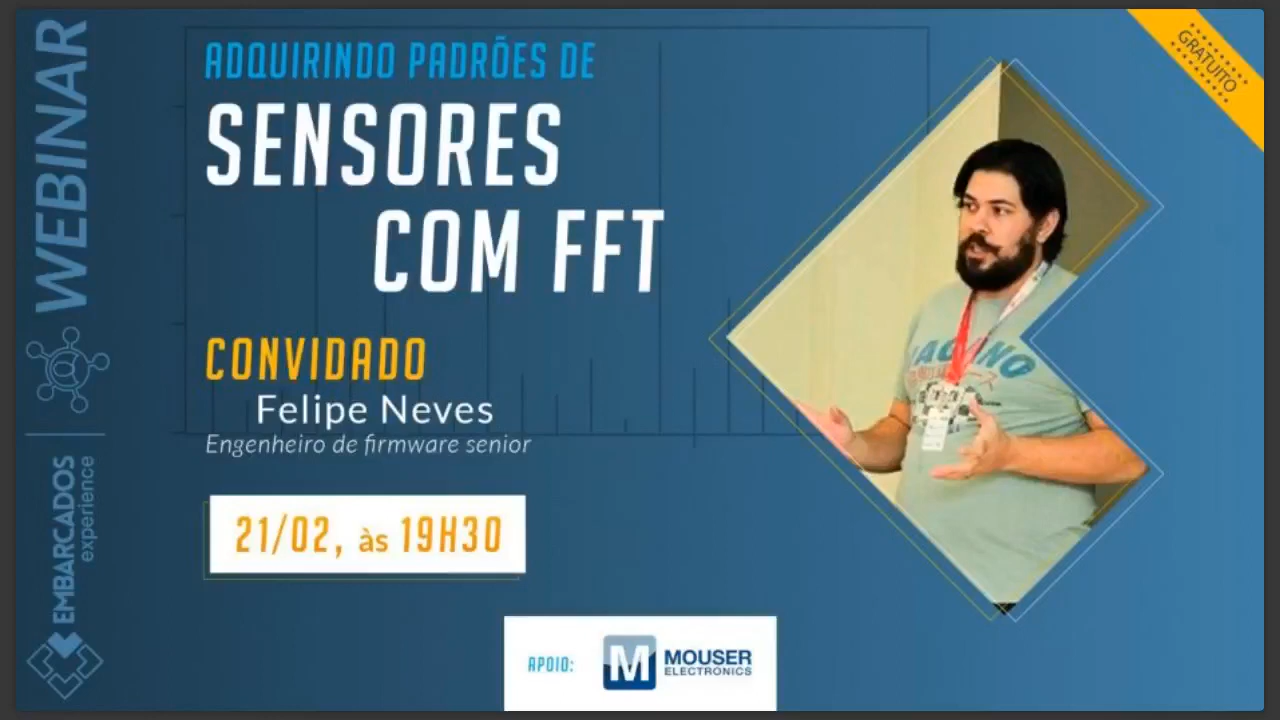 WEBINAR
EMBARCADOS
experience
ADQUIRINDO PADRÕES DE
SENSORES
COM FFT
CONVIDADO
Felipe Neves
Engenheiro de firmware senior
21/02, às 19H30
APOIO:
M MOUSER
ELECTRONICS
GRATUITO